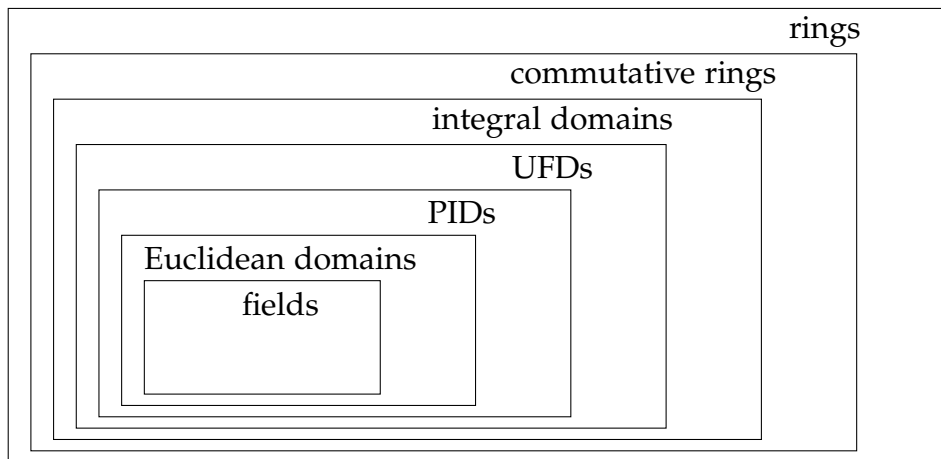 rings
commutative rings
integral domains
UFDs
PIDs
Euclidean domains
fields